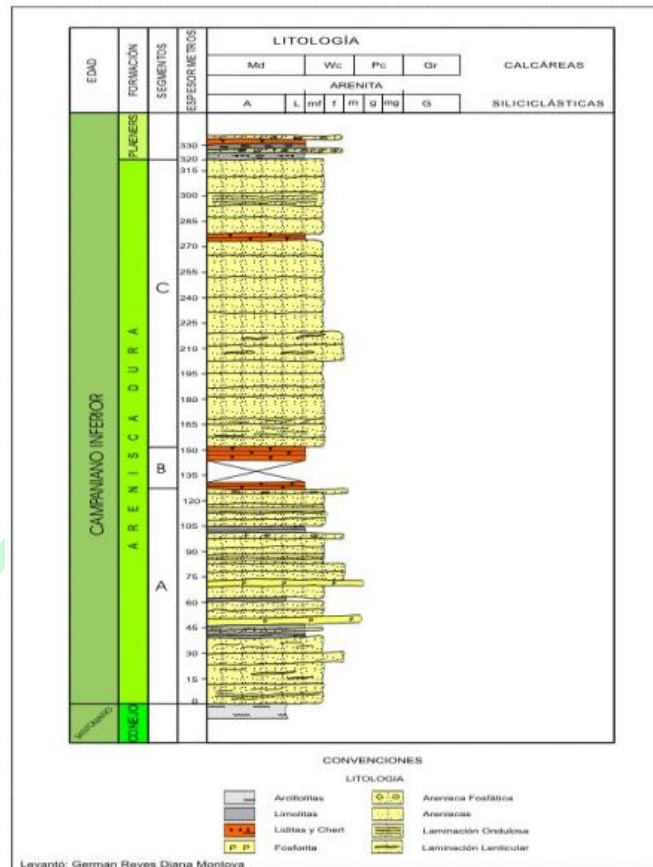 LITOLOGÍA
EDAD
FORMACIÓN
SEGMENTOS
ESPESOR METROS
Md Wc Pc Gr CALCÁREAS
ARENITA
A L mf f m g mg G SILICICLÁSTICAS
PLAENERS
330
320
315
300
285
270
255
240
225
210
195
180
165
150
135
120
105
90
75
60
45
30
15
0
C
B
A
CAMPANIANO INFERIOR
ARENISCA DURA
SANTONIANO
CONEJO
P
P
P P
CONVENCIONES
LITOLOGIA
Arcillolitas
Limolitas
Liditas y Chert
P P Fosforita
Arenisca Fosfática
Areniscas
Laminación Ondulosa
Laminación Lenticular
Levantó: German Reyes Diana Montoya